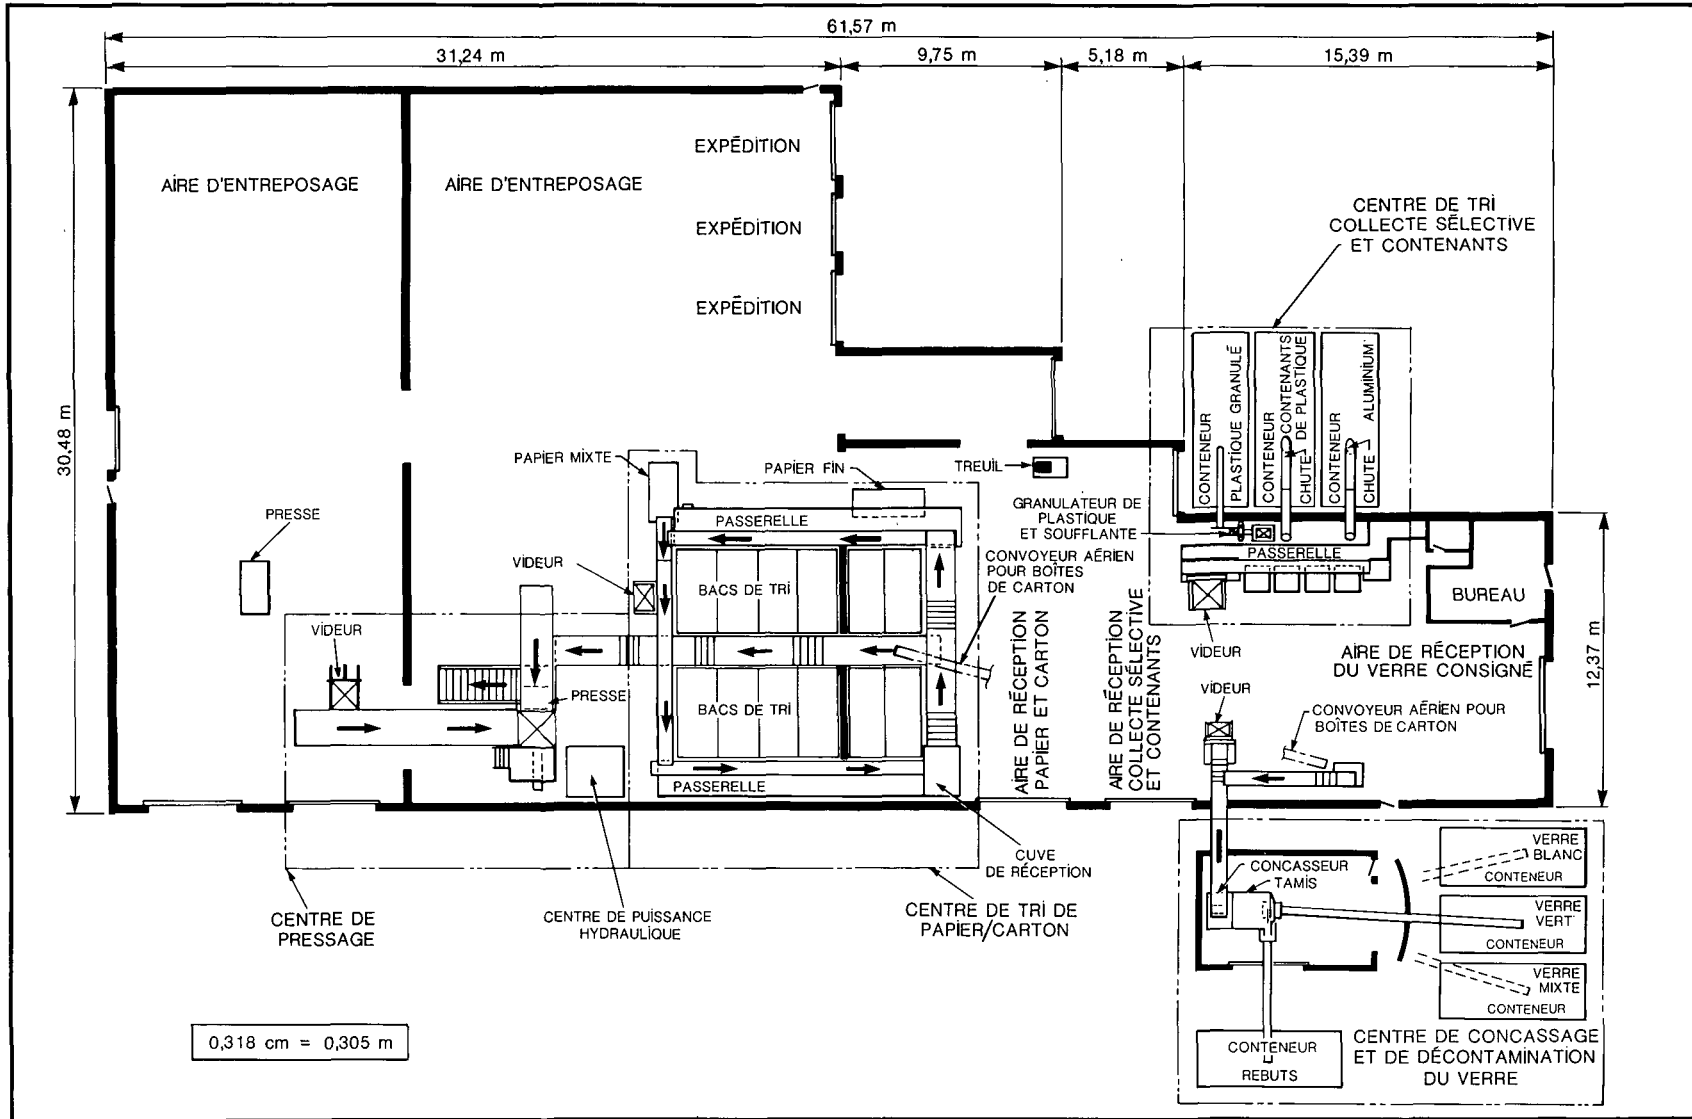 61,57 m
31,24 m
9,75 m
5,18 m
15,39 m
30,48 m
12,37 m
AIRE D'ENTREPOSAGE
AIRE D'ENTREPOSAGE
EXPÉDITION
EXPÉDITION
EXPÉDITION
CENTRE DE TRI
COLLECTE SÉLECTIVE
ET CONTENANTS
CONTENEUR
PLASTIQUE GRANULÉ
CONTENEUR
CONTENANTS
CHUTE DE PLASTIQUE
CONTENEUR
CHUTE ALUMINIUM
PAPIER MIXTE
PAPIER FIN
TREUIL
GRANULATEUR DE
PLASTIQUE
ET SOUFFLANTE
PRESSE
PASSERELLE
PASSERELLE
VIDEUR
CONVOYEUR AÉRIEN
POUR BOÎTES
DE CARTON
BACS DE TRI
BUREAU
VIDEUR
VIDEUR
AIRE DE RÉCEPTION
DU VERRE CONSIGNÉ
AIRE DE RÉCEPTION
PAPIER ET CARTON
AIRE DE RÉCEPTION
COLLECTE SÉLECTIVE
ET CONTENANTS
VIDEUR
PRESSE
BACS DE TRI
CONVOYEUR AÉRIEN POUR
BOÎTES DE CARTON
PASSERELLE
CUVE
DE RÉCEPTION
CONCASSEUR
TAMIS
VERRE
BLANC
CONTENEUR
VERRE
VERT
CONTENEUR
VERRE
MIXTE
CONTENEUR
CENTRE DE
PRESSAGE
CENTRE DE PUISSANCE
HYDRAULIQUE
CENTRE DE TRI DE
PAPIER/CARTON
0,318 cm = 0,305 m
CONTENEUR
REBUTS
CENTRE DE CONCASSAGE
ET DE DÉCONTAMINATION
DU VERRE